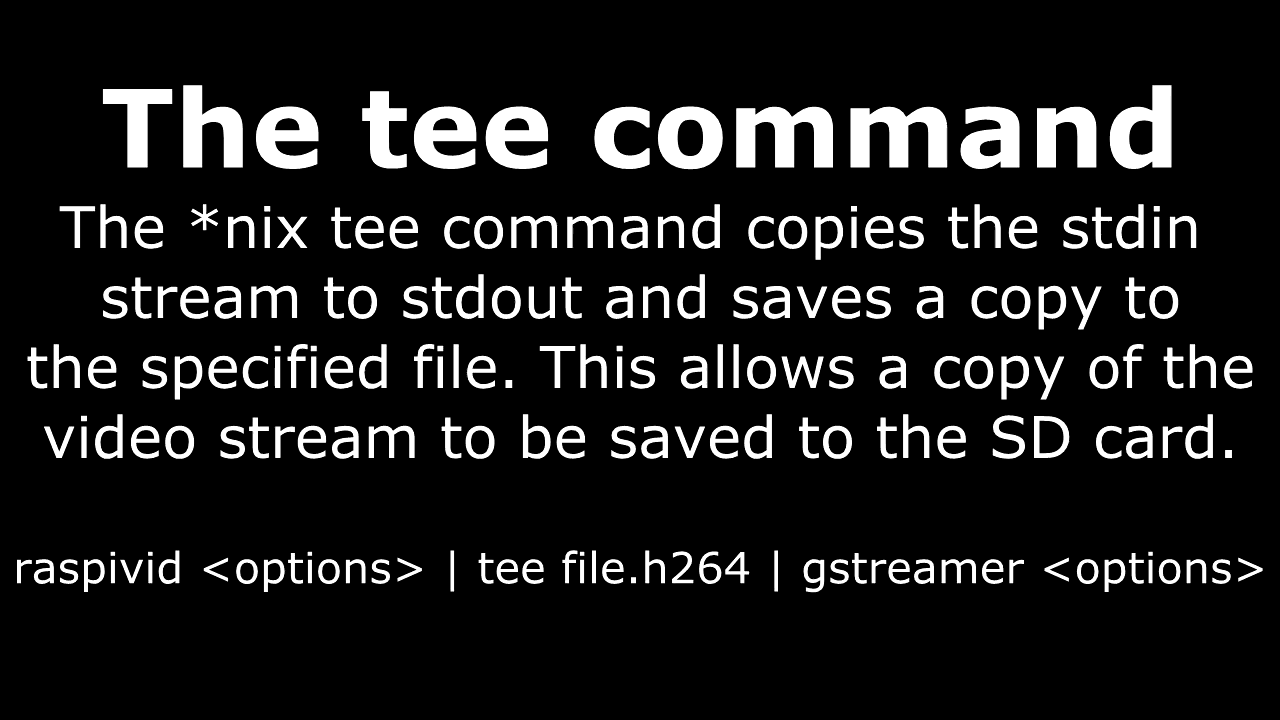 The tee command
The *nix tee command copies the stdin
stream to stdout and saves a copy to
the specified file. This allows a copy of the
video stream to be saved to the SD card.
raspivid <options> | tee file.h264 | gstreamer <options>